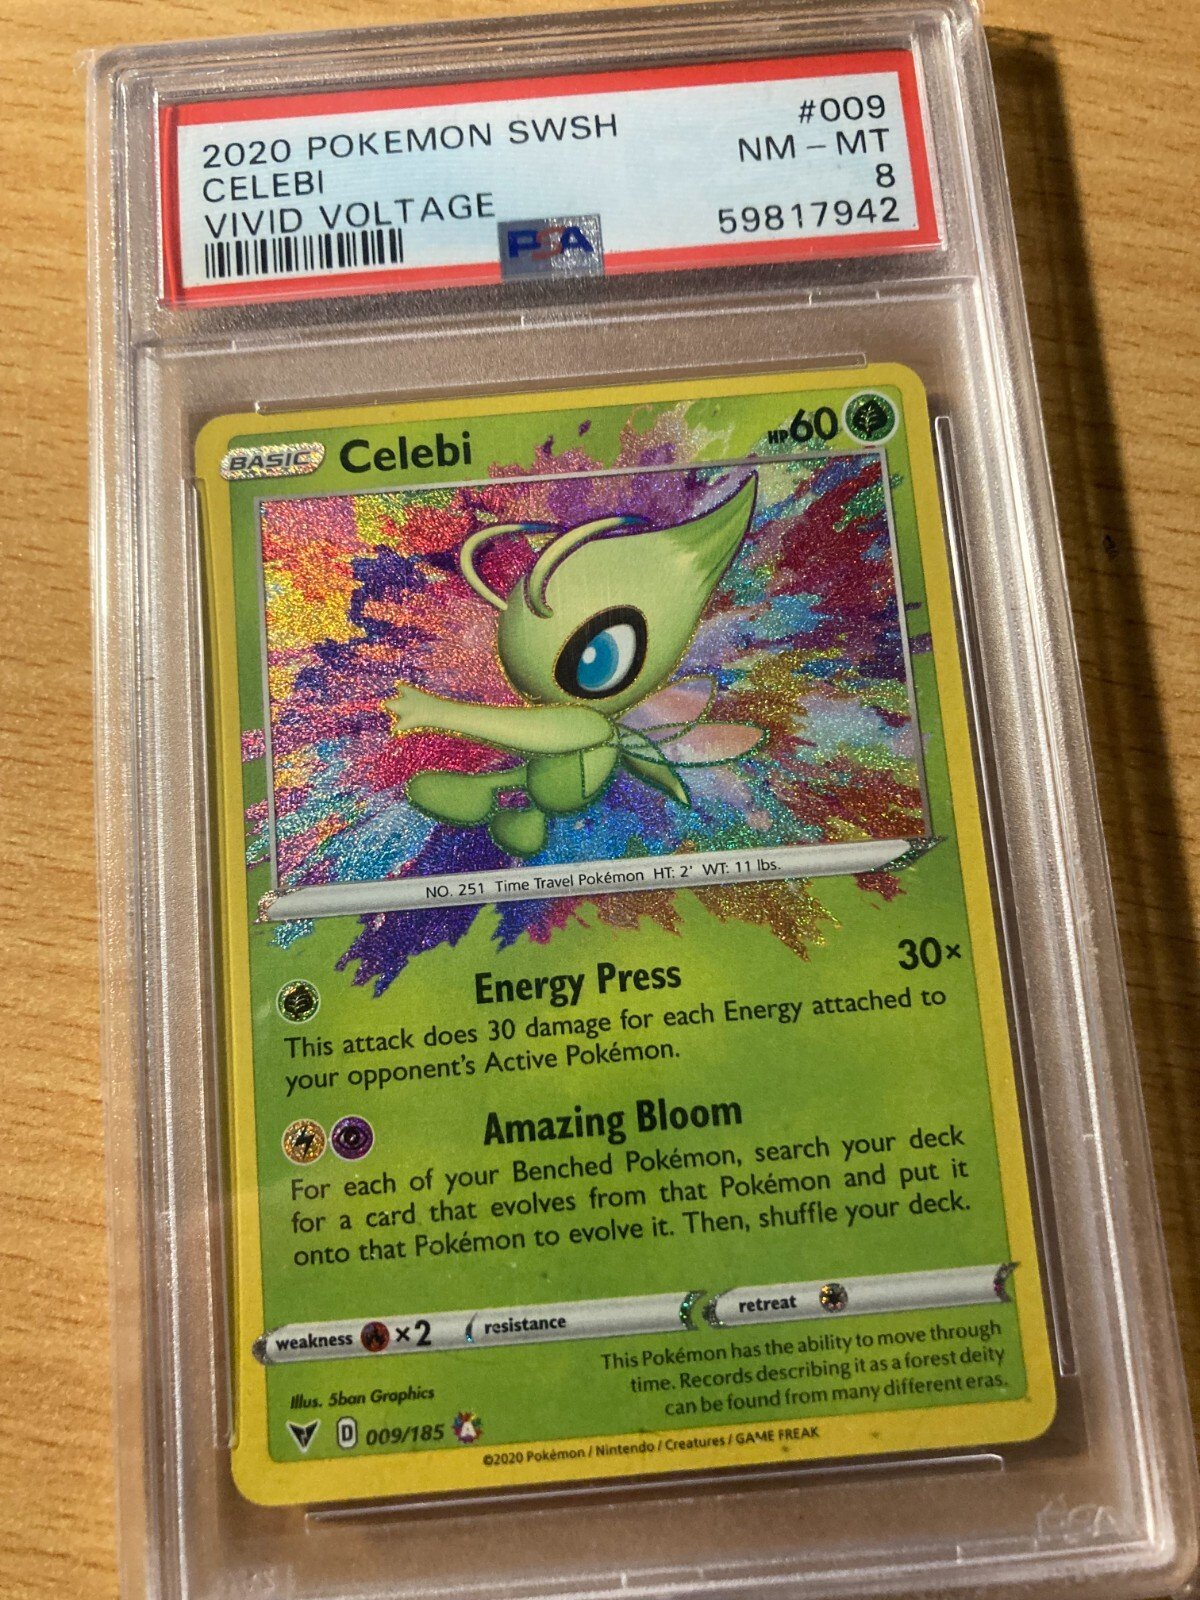 2020 POKEMON SWSH #009
CELEBI NM - MT
VIVID VOLTAGE 8
59817942
PSA
BASIC Celebi HP60
NO. 251 Time Travel Pokémon HT: 2' WT: 11 lbs.
Energy Press 30×
This attack does 30 damage for each Energy attached to
your opponent's Active Pokémon.
Amazing Bloom
For each of your Benched Pokémon, search your deck
for a card that evolves from that Pokémon and put it
onto that Pokémon to evolve it. Then, shuffle your deck.
weakness ×2 resistance retreat
This Pokémon has the ability to move through
time. Records describing it as a forest deity
can be found from many different eras.
Illus. 5ban Graphics
D 009/185 A
©2020 Pokémon / Nintendo / Creatures / GAME FREAK